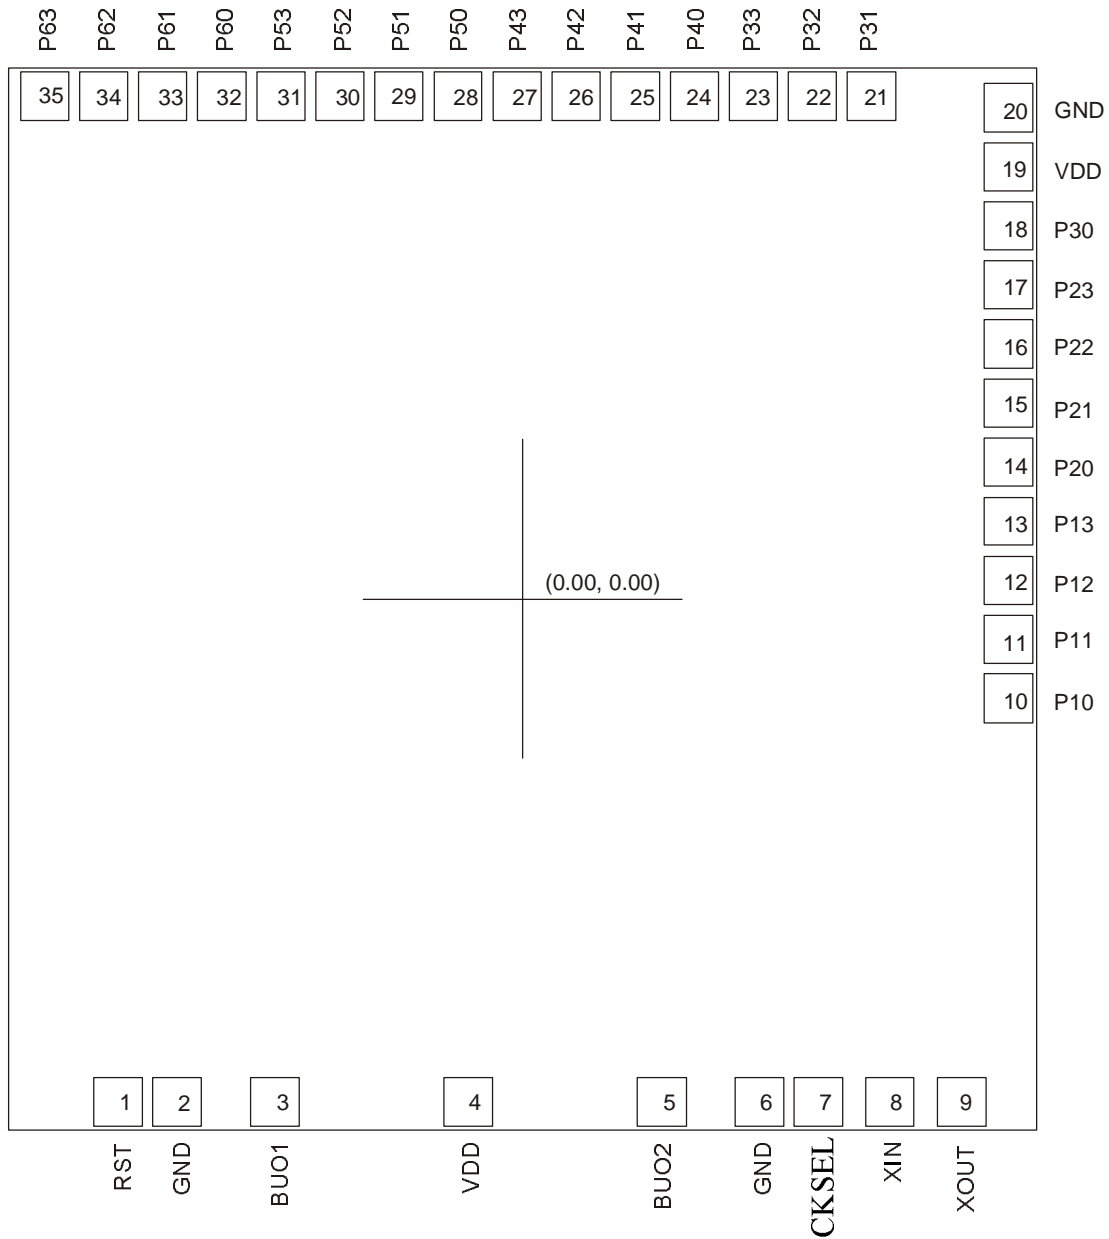 P63 P62 P61 P60 P53 P52 P51 P50 P43 P42 P41 P40 P33 P32 P31
35 34 33 32 31 30 29 28 27 26 25 24 23 22 21
20 GND
19 VDD
18 P30
17 P23
16 P22
15 P21
14 P20
13 P13
(0.00, 0.00)
12 P12
11 P11
10 P10
1 2 3 4 5 6 7 8 9
RST GND BUO1 VDD BUO2 GND CKSEL XIN XOUT